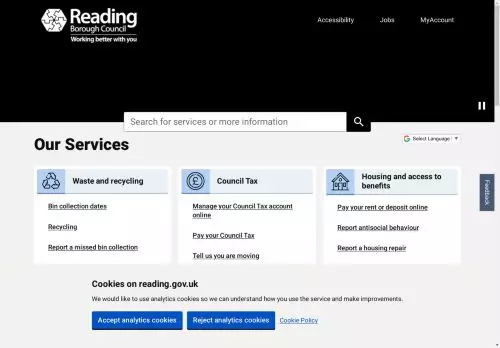 Reading
Borough Council
Working better with you
Accessibility
Jobs
MyAccount
Search for services or more information
Select Language
Our Services
Waste and recycling
Bin collection dates
Recycling
Report a missed bin collection
Council Tax
Manage your Council Tax account
online
Pay your Council Tax
Tell us you are moving
Housing and access to
benefits
Pay your rent or deposit online
Report antisocial behaviour
Report a housing repair
Feedback
Cookies on reading.gov.uk
We would like to use analytics cookies so we can understand how you use the service and make improvements.
Accept analytics cookies
Reject analytics cookies
Cookie Policy